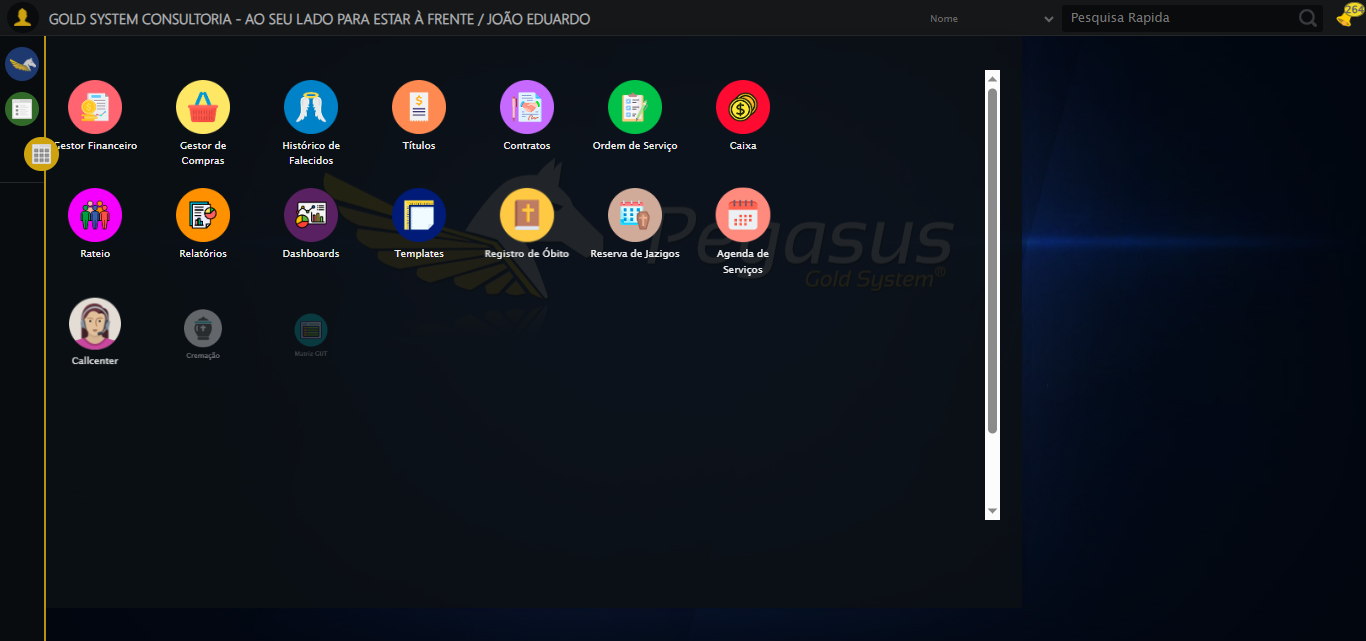 GOLD SYSTEM CONSULTORIA - AO SEU LADO PARA ESTAR À FRENTE / JOÃO EDUARDO
Nome
Pesquisa Rapida
264
Gestor Financeiro
Gestor de
Compras
Histórico de
Falecidos
Títulos
Contratos
Ordem de Serviço
Caixa
Rateio
Relatórios
Dashboards
Templates
Registro de Óbito
Reserva de Jazigos
Agenda de
Serviços
Pegasus
Gold System®
Callcenter
Cremação